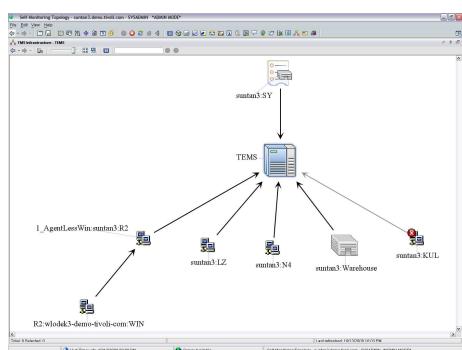 Self-Monitoring Topology - suntan3.demo.tivoli.com - SYSADMIN *ADMIN MODE*
File Edit View Help
TMS Infrastructure - TEMS
suntan3:SY
TEMS
1_AgentLessWin:suntan3:R2
suntan3:LZ
suntan3:N4
suntan3:Warehouse
suntan3:KUL
R2:wlodek3-demo-tivoli-com:WIN